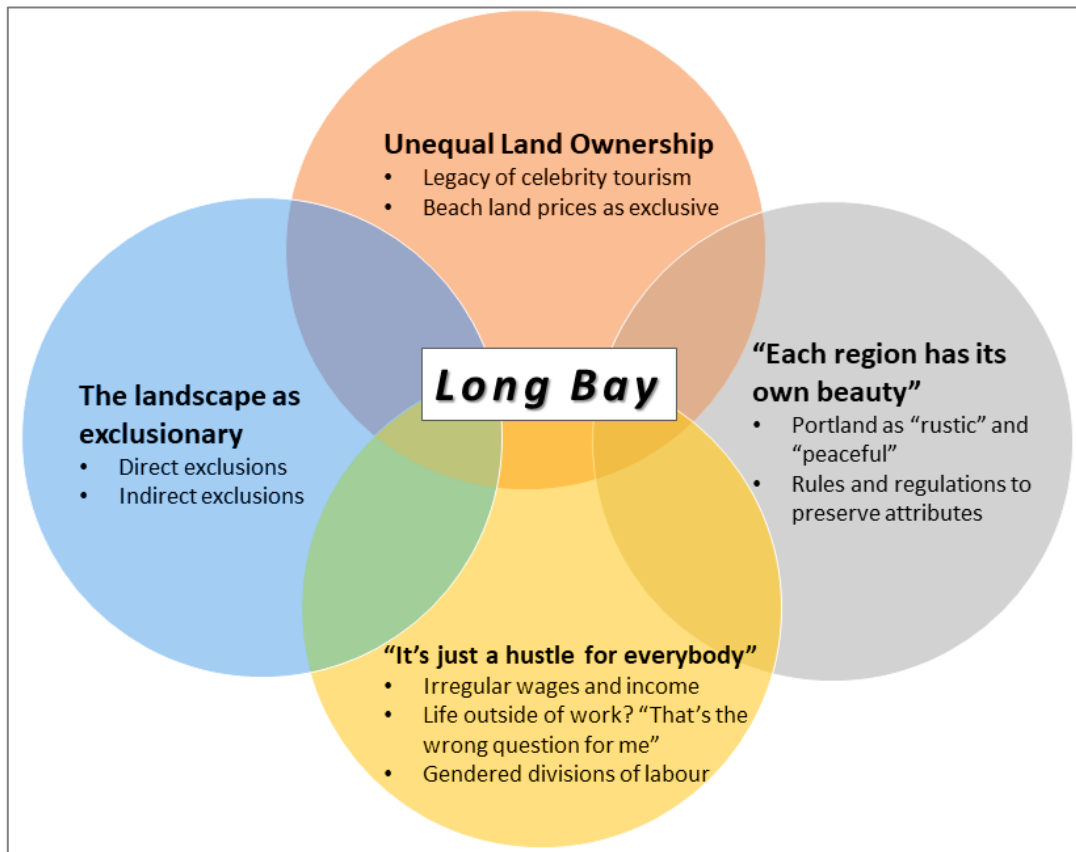 Unequal Land Ownership
• Legacy of celebrity tourism
• Beach land prices as exclusive
The landscape as
exclusionary
• Direct exclusions
• Indirect exclusions
Long Bay
“Each region has its
own beauty”
• Portland as “rustic” and
“peaceful”
• Rules and regulations to
preserve attributes
“It’s just a hustle for everybody”
• Irregular wages and income
• Life outside of work? “That’s the
wrong question for me”
• Gendered divisions of labour